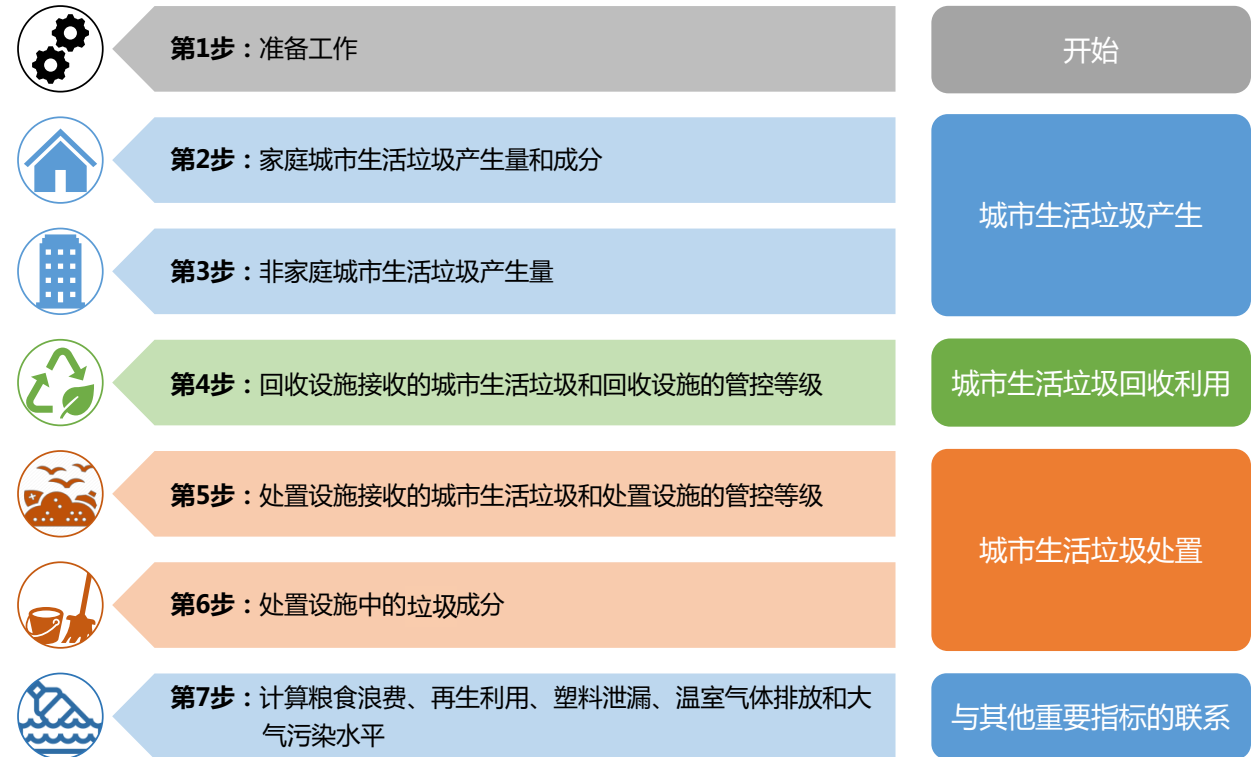 第1步：准备工作
开始
第2步：家庭城市生活垃圾产生量和成分
城市生活垃圾产生
第3步：非家庭城市生活垃圾产生量
第4步：回收设施接收的城市生活垃圾和回收设施的管控等级
城市生活垃圾回收利用
第5步：处置设施接收的城市生活垃圾和处置设施的管控等级
城市生活垃圾处置
第6步：处置设施中的垃圾成分
第7步：计算粮食浪费、再生利用、塑料泄漏、温室气体排放和大
气污染水平
与其他重要指标的联系